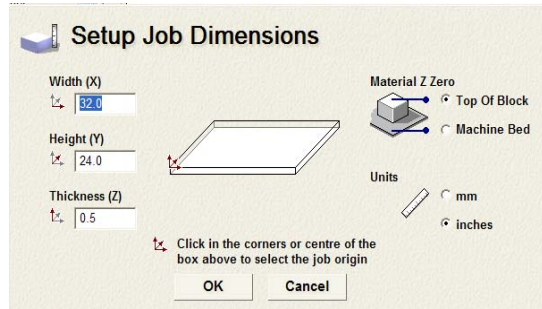 Setup Job Dimensions
Width (X)
32.0
Height (Y)
24.0
Thickness (Z)
0.5
Material Z Zero
Top Of Block
Machine Bed
Units
mm
inches
Click in the corners or centre of the
box above to select the job origin
OK
Cancel